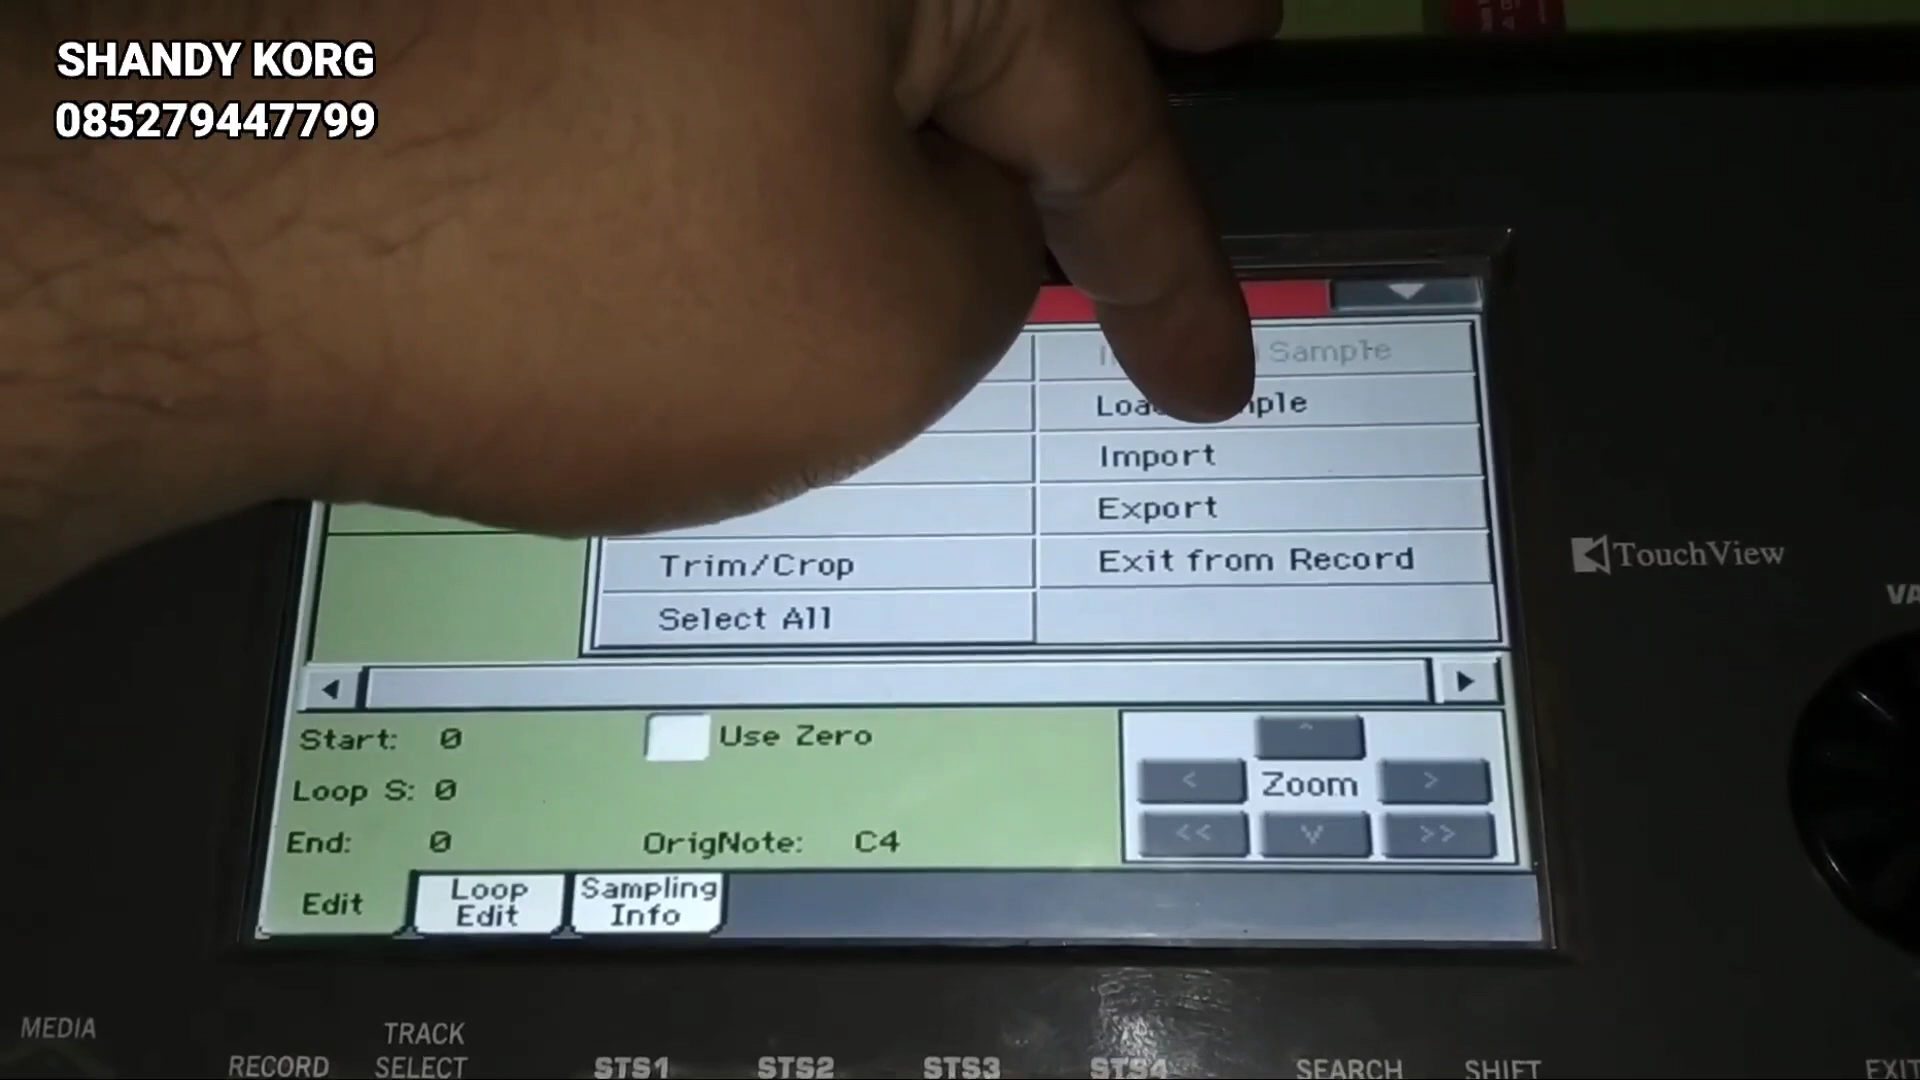 SHANDY KORG
085279447799
Sample
Import
Export
Trim/Crop
Exit from Record
Select All
TouchView
Start: 0
Use Zero
Loop S: 0
Zoom
<
>
<<
>>
End: 0
OrigNote: C4
Edit
Loop Edit
Sampling Info
MEDIA
RECORD
TRACK SELECT
STS1
STS2
STS3
STS4
SEARCH
SHIFT